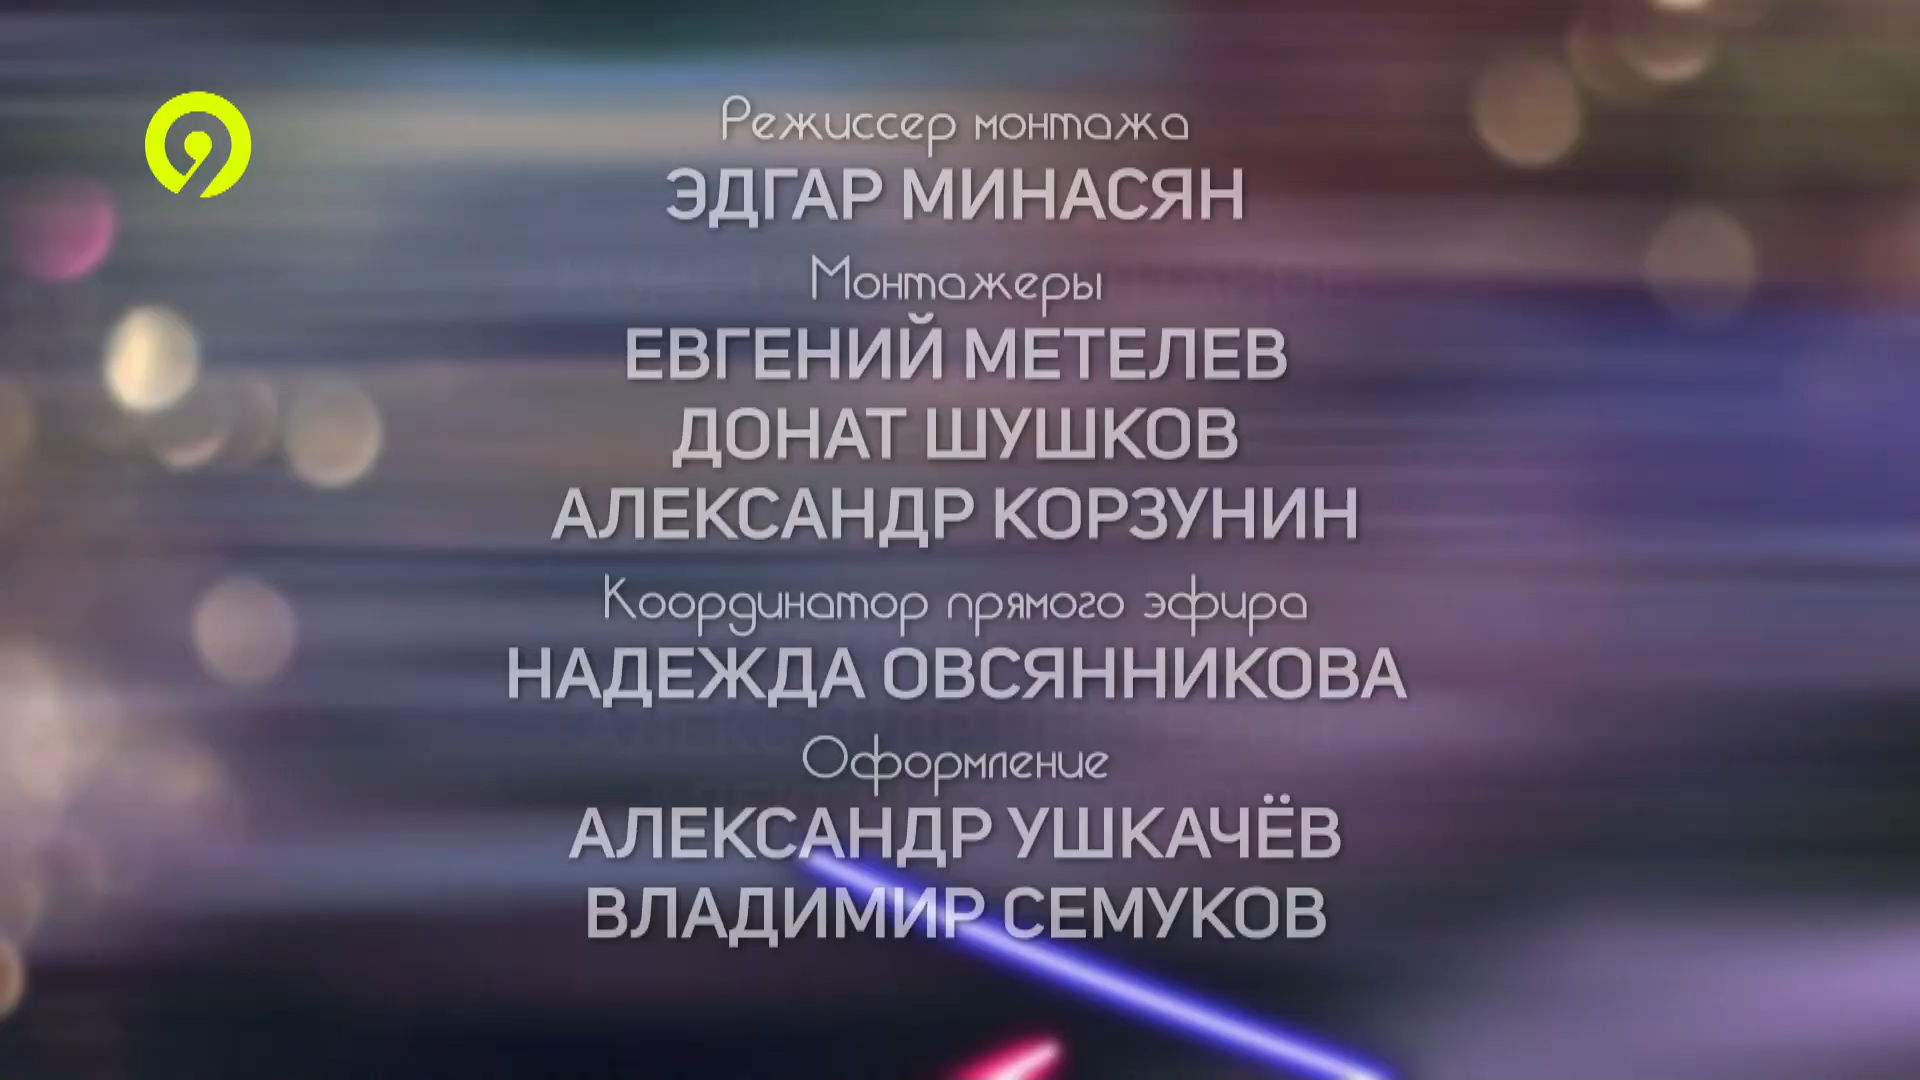 Режиссер монтажа
ЭДГАР МИНАСЯН
Монтажеры
ЕВГЕНИЙ МЕТЕЛЕВ
ДОНАТ ШУШКОВ
АЛЕКСАНДР КОРЗУНИН
Координатор прямого эфира
НАДЕЖДА ОВСЯННИКОВА
Оформление
АЛЕКСАНДР УШКАЧЁВ
ВЛАДИМИР СЕМУКОВ